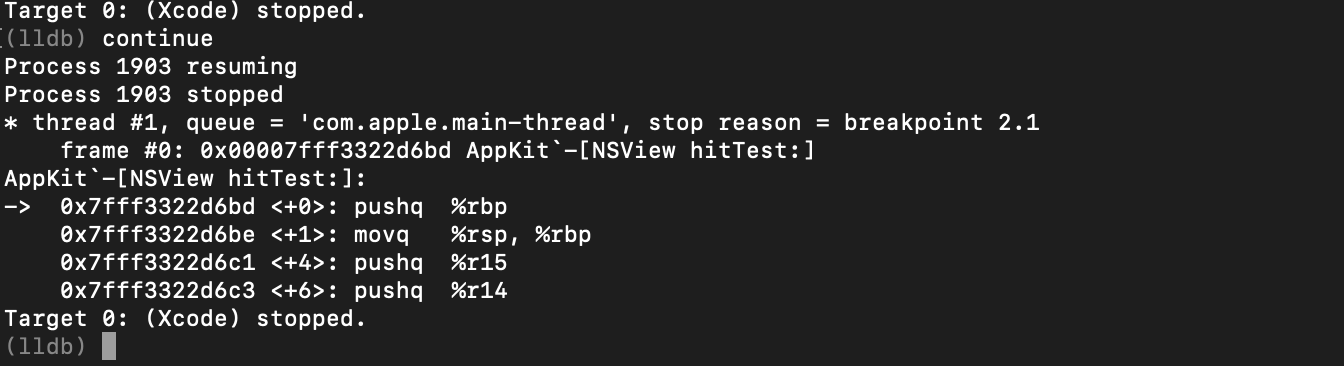 Target 0: (Xcode) stopped.
(lldb) continue
Process 1903 resuming
Process 1903 stopped
* thread #1, queue = 'com.apple.main-thread', stop reason = breakpoint 2.1
    frame #0: 0x00007fff3322d6bd AppKit`-[NSView hitTest:]
AppKit`-[NSView hitTest:]:
->  0x7fff3322d6bd <+0>: pushq  %rbp
    0x7fff3322d6be <+1>: movq   %rsp, %rbp
    0x7fff3322d6c1 <+4>: pushq  %r15
    0x7fff3322d6c3 <+6>: pushq  %r14
Target 0: (Xcode) stopped.
(lldb)